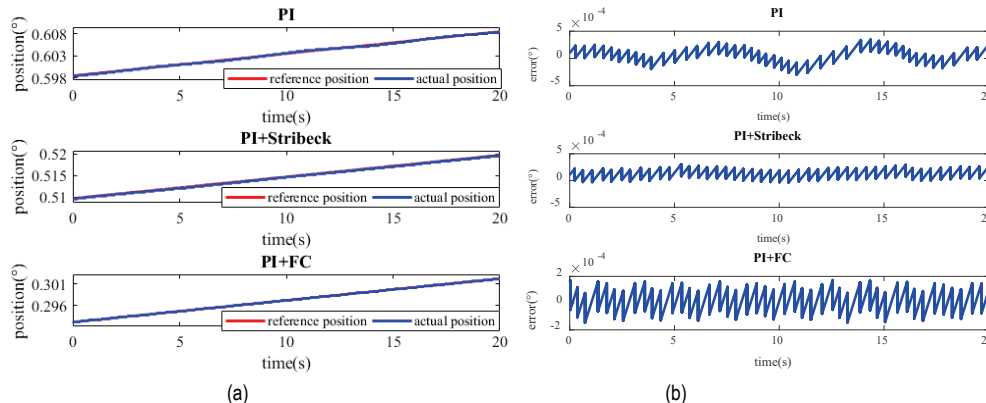 PI
position(°)
0.608
0.603
0.598
reference position
actual position
0
5
10
15
20
time(s)
PI+Stribeck
position(°)
0.52
0.515
0.51
reference position
actual position
0
5
10
15
20
time(s)
PI+FC
position(°)
0.301
0.296
reference position
actual position
0
5
10
15
20
time(s)
(a)
× 10⁻⁴
PI
error(°)
5
0
-5
0
5
10
15
20
time(s)
× 10⁻⁴
PI+Stribeck
error(°)
5
0
-5
0
5
10
15
20
time(s)
× 10⁻⁴
PI+FC
error(°)
2
0
-2
0
5
10
15
20
time(s)
(b)